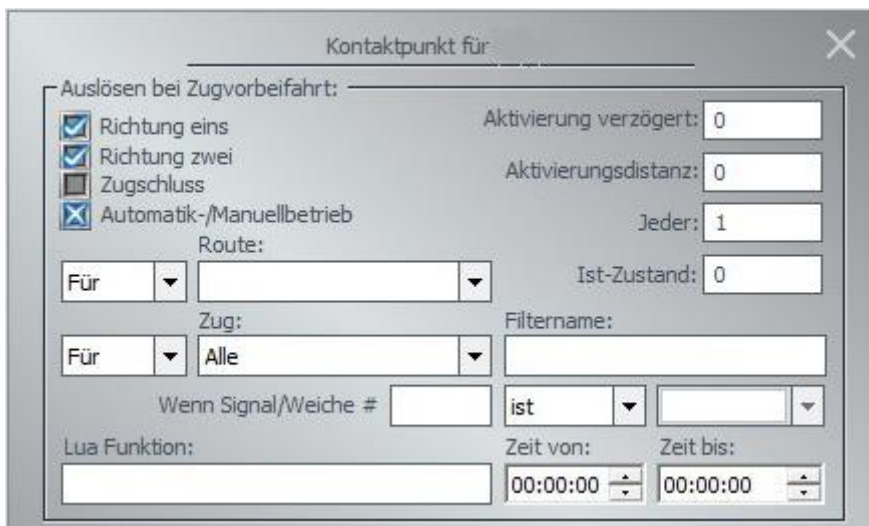 Kontaktpunkt für
Auslösen bei Zugvorbeifahrt:
Richtung eins
Richtung zwei
Zugschluss
Automatik-/Manuellbetrieb
Aktivierung verzögert: 0
Aktivierungsdistanz: 0
Jeder: 1
Ist-Zustand: 0
Route:
Für
Zug:
Filtername:
Für Alle
Wenn Signal/Weiche # ist
Lua Funktion:
Zeit von: Zeit bis:
00:00:00 00:00:00